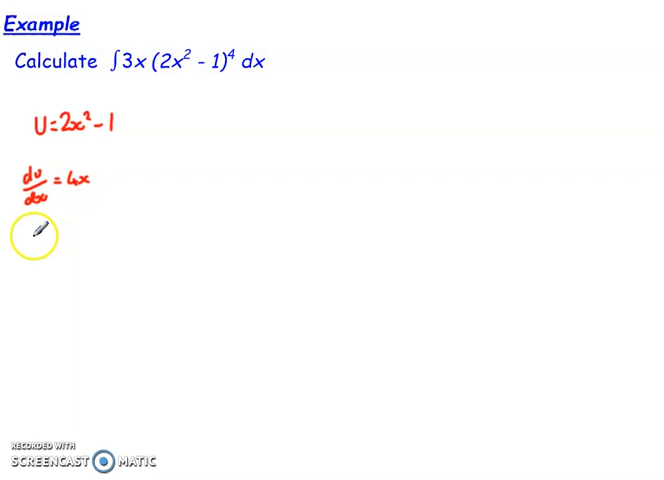 Example
Calculate ∫3x (2x² - 1)⁴ dx
U = 2x² - 1
du/dx = 4x
RECORDED WITH
SCREENCAST MATIC